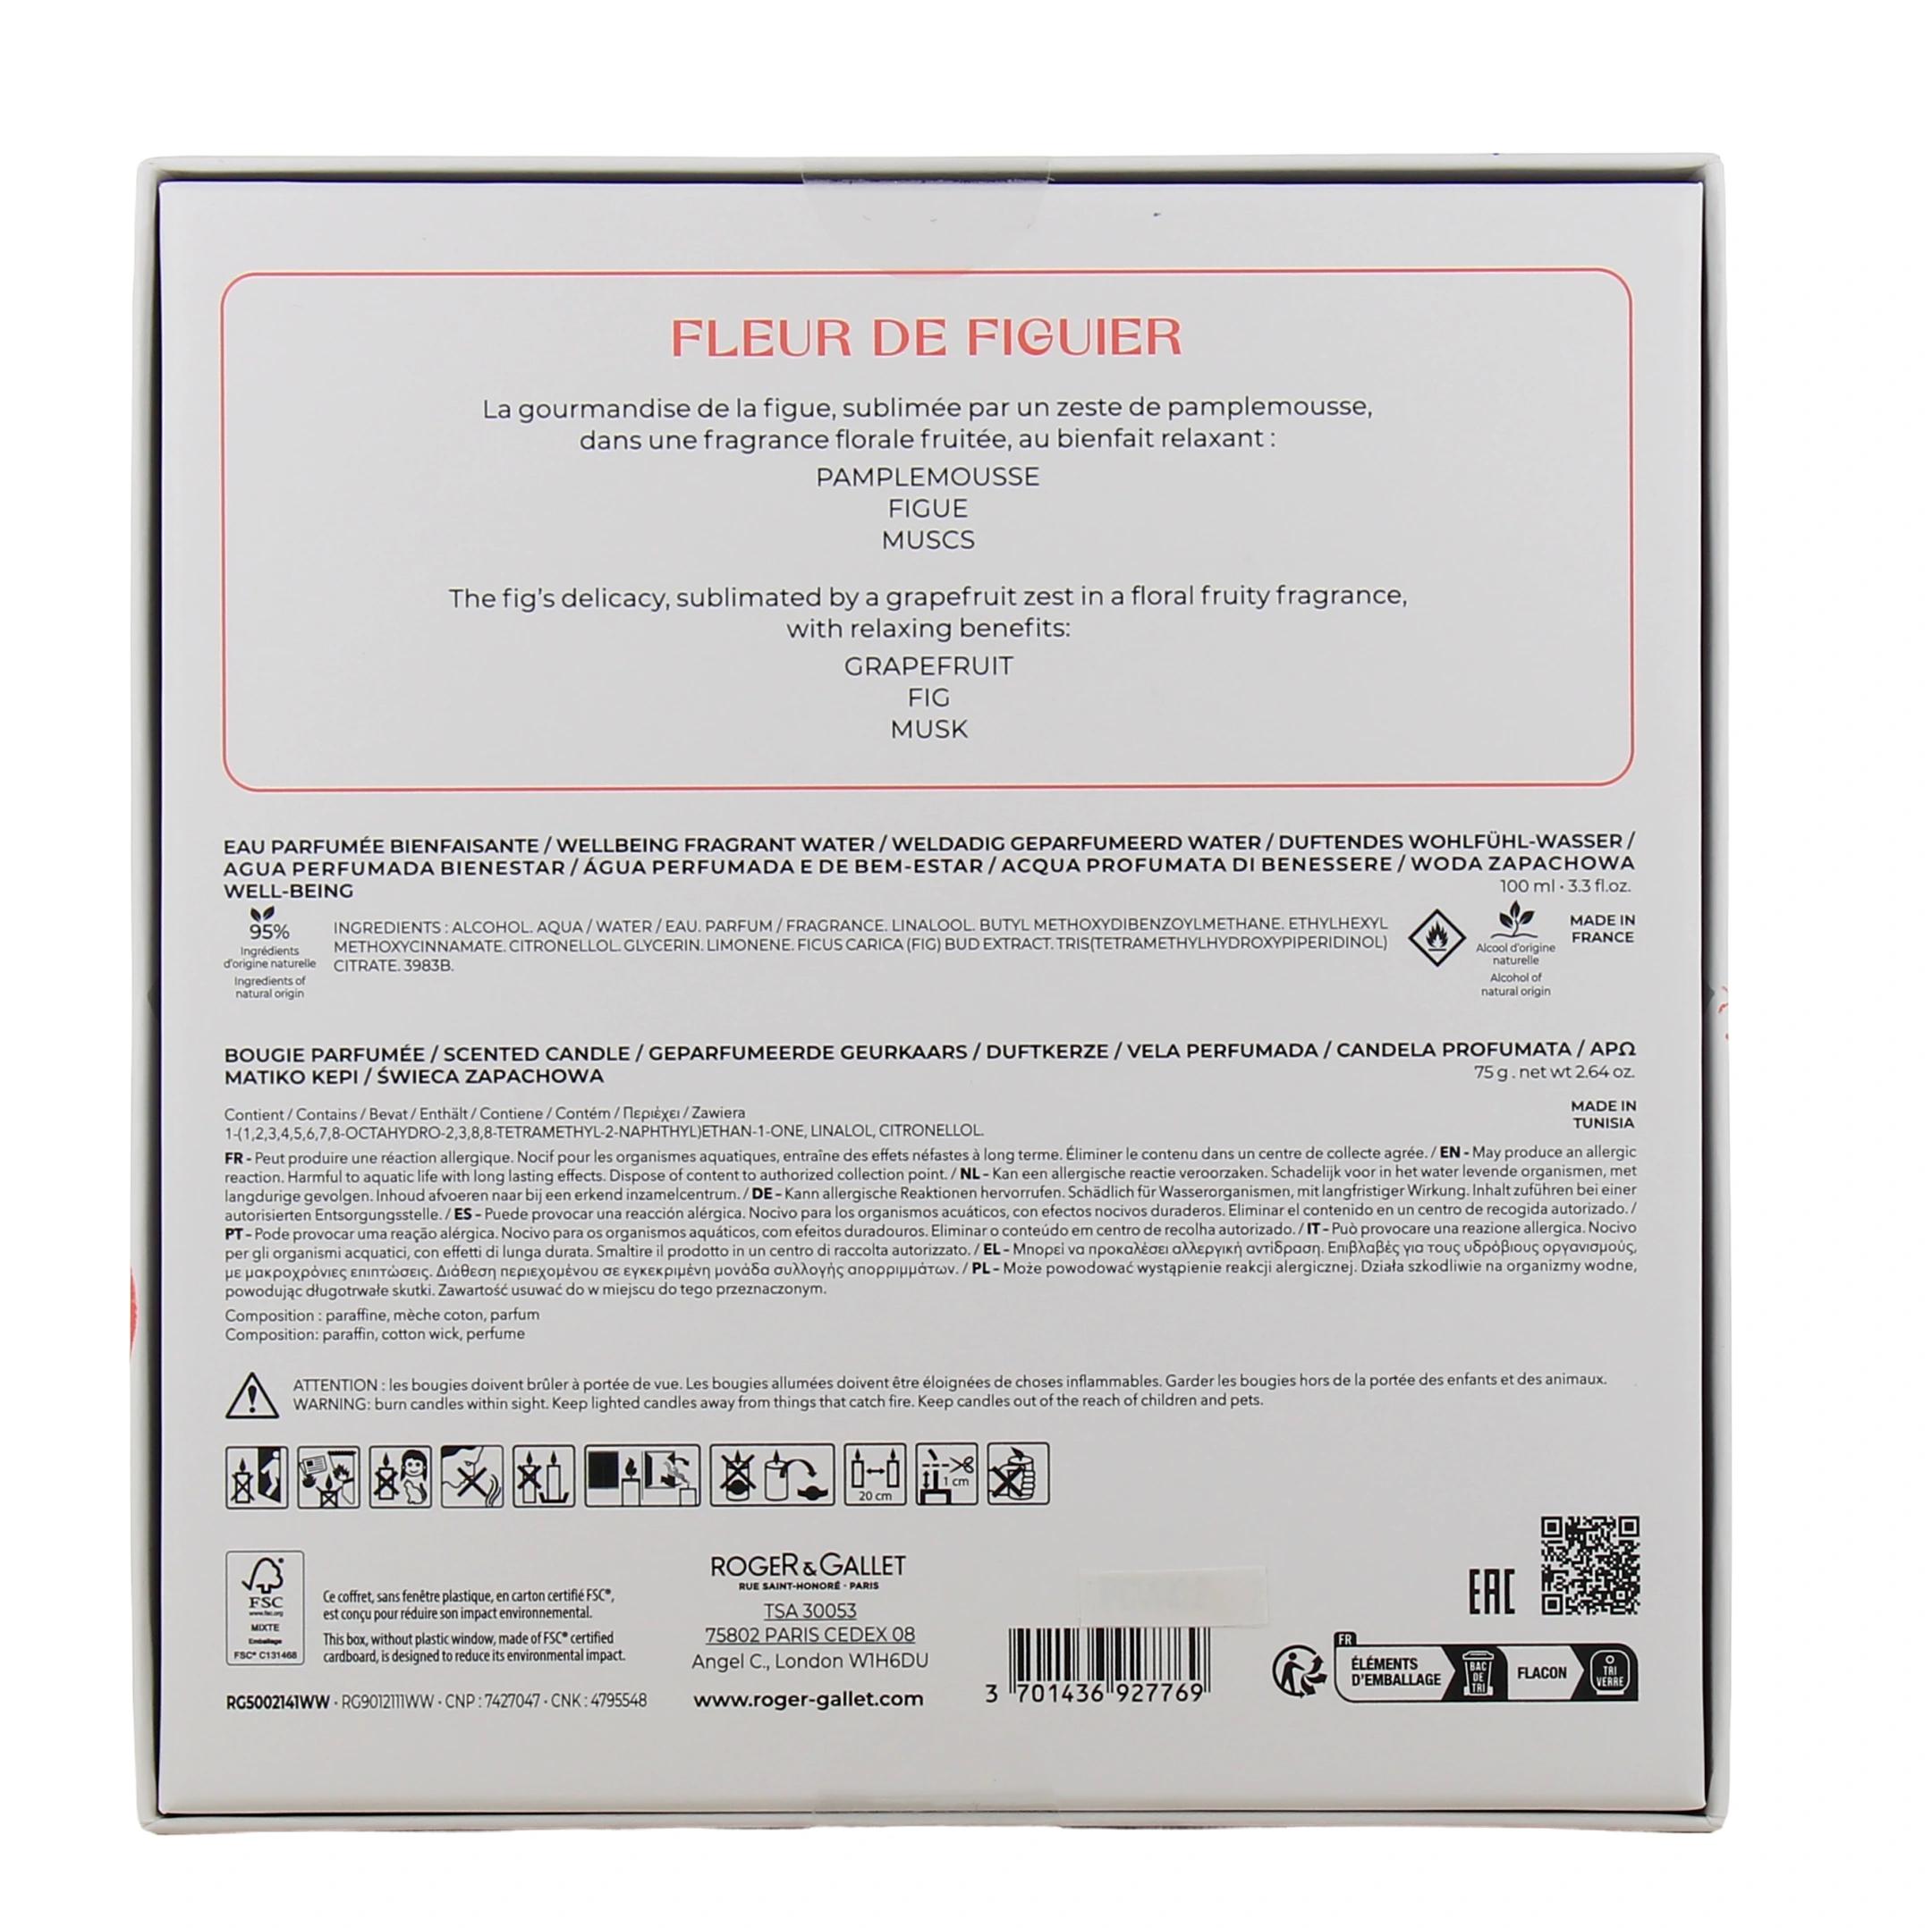 FLEUR DE FIGUIER
La gourmandise de la figue, sublimée par un zeste de pamplemousse,
dans une fragrance florale fruitée, au bienfait relaxant :
PAMPLEMOUSSE
FIGUE
MUSCS
The fig's delicacy, sublimated by a grapefruit zest in a floral fruity fragrance,
with relaxing benefits:
GRAPEFRUIT
FIG
MUSK
EAU PARFUMÉE BIENFAISANTE / WELLBEING FRAGRANT WATER / WELDADIG GEPARFUMEERD WATER / DUFTENDES WOHLFÜHL-WASSER /
AGUA PERFUMADA BIENESTAR / ÁGUA PERFUMADA E DE BEM-ESTAR / ACQUA PROFUMATA DI BENESSERE / WODA ZAPACHOWA
WELL-BEING
100 ml · 3.3 fl.oz.
95%
Ingrédients
d'origine naturelle
Ingredients of
natural origin
INGREDIENTS : ALCOHOL. AQUA / WATER / EAU. PARFUM / FRAGRANCE. LINALOOL. BUTYL METHOXYDIBENZOYLMETHANE. ETHYLHEXYL
METHOXYCINNAMATE. CITRONELLOL. GLYCERIN. LIMONENE. FICUS CARICA (FIG) BUD EXTRACT. TRIS(TETRAMETHYLHYDROXYPIPERIDINOL)
CITRATE. 3983B.
Alcool d'origine
naturelle
Alcohol of
natural origin
MADE IN
FRANCE
BOUGIE PARFUMÉE / SCENTED CANDLE / GEPARFUMEERDE GEURKAARS / DUFTKERZE / VELA PERFUMADA / CANDELA PROFUMATA / ΑΡΩ
ΜΑΤΙΚΟ ΚΕΡΙ / ŚWIECA ZAPACHOWA
75 g . net wt 2.64 oz.
Contient / Contains / Bevat / Enthält / Contiene / Contém / Περιέχει / Zawiera
1-(1,2,3,4,5,6,7,8-OCTAHYDRO-2,3,8,8-TETRAMETHYL-2-NAPHTHYL)ETHAN-1-ONE, LINALOL, CITRONELLOL.
MADE IN
TUNISIA
FR - Peut produire une réaction allergique. Nocif pour les organismes aquatiques, entraîne des effets néfastes à long terme. Éliminer le contenu dans un centre de collecte agrée. / EN - May produce an allergic
reaction. Harmful to aquatic life with long lasting effects. Dispose of content to authorized collection point. / NL - Kan een allergische reactie veroorzaken. Schadelijk voor in het water levende organismen, met
langdurige gevolgen. Inhoud afvoeren naar bij een erkend inzamelcentrum. / DE - Kann allergische Reaktionen hervorrufen. Schädlich für Wasserorganismen, mit langfristiger Wirkung. Inhalt zuführen bei einer
autorisierten Entsorgungsstelle. / ES - Puede provocar una reacción alérgica. Nocivo para los organismos acuáticos, con efectos nocivos duraderos. Eliminar el contenido en un centro de recogida autorizado. /
PT - Pode provocar uma reação alérgica. Nocivo para os organismos aquáticos, com efeitos duradouros. Eliminar o conteúdo em centro de recolha autorizado. / IT - Può provocare una reazione allergica. Nocivo
per gli organismi acquatici, con effetti di lunga durata. Smaltire il prodotto in un centro di raccolta autorizzato. / EL - Μπορεί να προκαλέσει αλλεργική αντίδραση. Επιβλαβές για τους υδρόβιους οργανισμούς,
με μακροχρόνιες επιπτώσεις. Διάθεση περιεχομένου σε εγκεκριμένη μονάδα συλλογής απορριμμάτων. / PL - Może powodować wystąpienie reakcji alergicznej. Działa szkodliwie na organizmy wodne,
powodując długotrwałe skutki. Zawartość usuwać do w miejscu do tego przeznaczonym.
Composition : paraffine, mèche coton, parfum
Composition: paraffin, cotton wick, perfume
ATTENTION : les bougies doivent brûler à portée de vue. Les bougies allumées doivent être éloignées de choses inflammables. Garder les bougies hors de la portée des enfants et des animaux.
WARNING: burn candles within sight. Keep lighted candles away from things that catch fire. Keep candles out of the reach of children and pets.
20 cm
1 cm
FSC
www.fsc.org
MIXTE
Emballage
FSC® C131468
Ce coffret, sans fenêtre plastique, en carton certifié FSC®,
est conçu pour réduire son impact environnemental.
This box, without plastic window, made of FSC® certified
cardboard, is designed to reduce its environmental impact.
RG5002141WW · RG9012111WW · CNP : 7427047 · CNK : 4795548
ROGER & GALLET
RUE SAINT-HONORÉ · PARIS
TSA 30053
75802 PARIS CEDEX 08
Angel C., London W1H6DU
www.roger-gallet.com
3 701436 927769
EAC
FR
ÉLÉMENTS
D'EMBALLAGE
BAC
DE
TRI
FLACON
TRI
VERRE